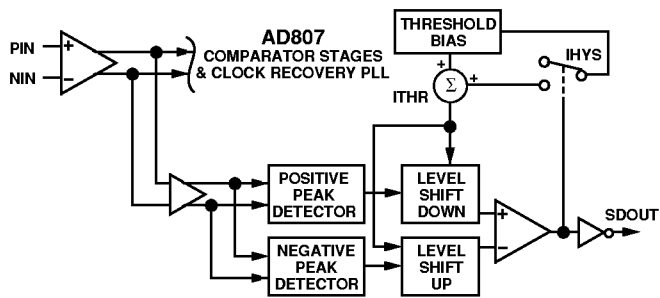 PIN
NIN
+
−
AD807
COMPARATOR STAGES
& CLOCK RECOVERY PLL
THRESHOLD
BIAS
+
Σ
+
ITHR
IHYS
POSITIVE
PEAK
DETECTOR
LEVEL
SHIFT
DOWN
NEGATIVE
PEAK
DETECTOR
LEVEL
SHIFT
UP
+
−
SDOUT